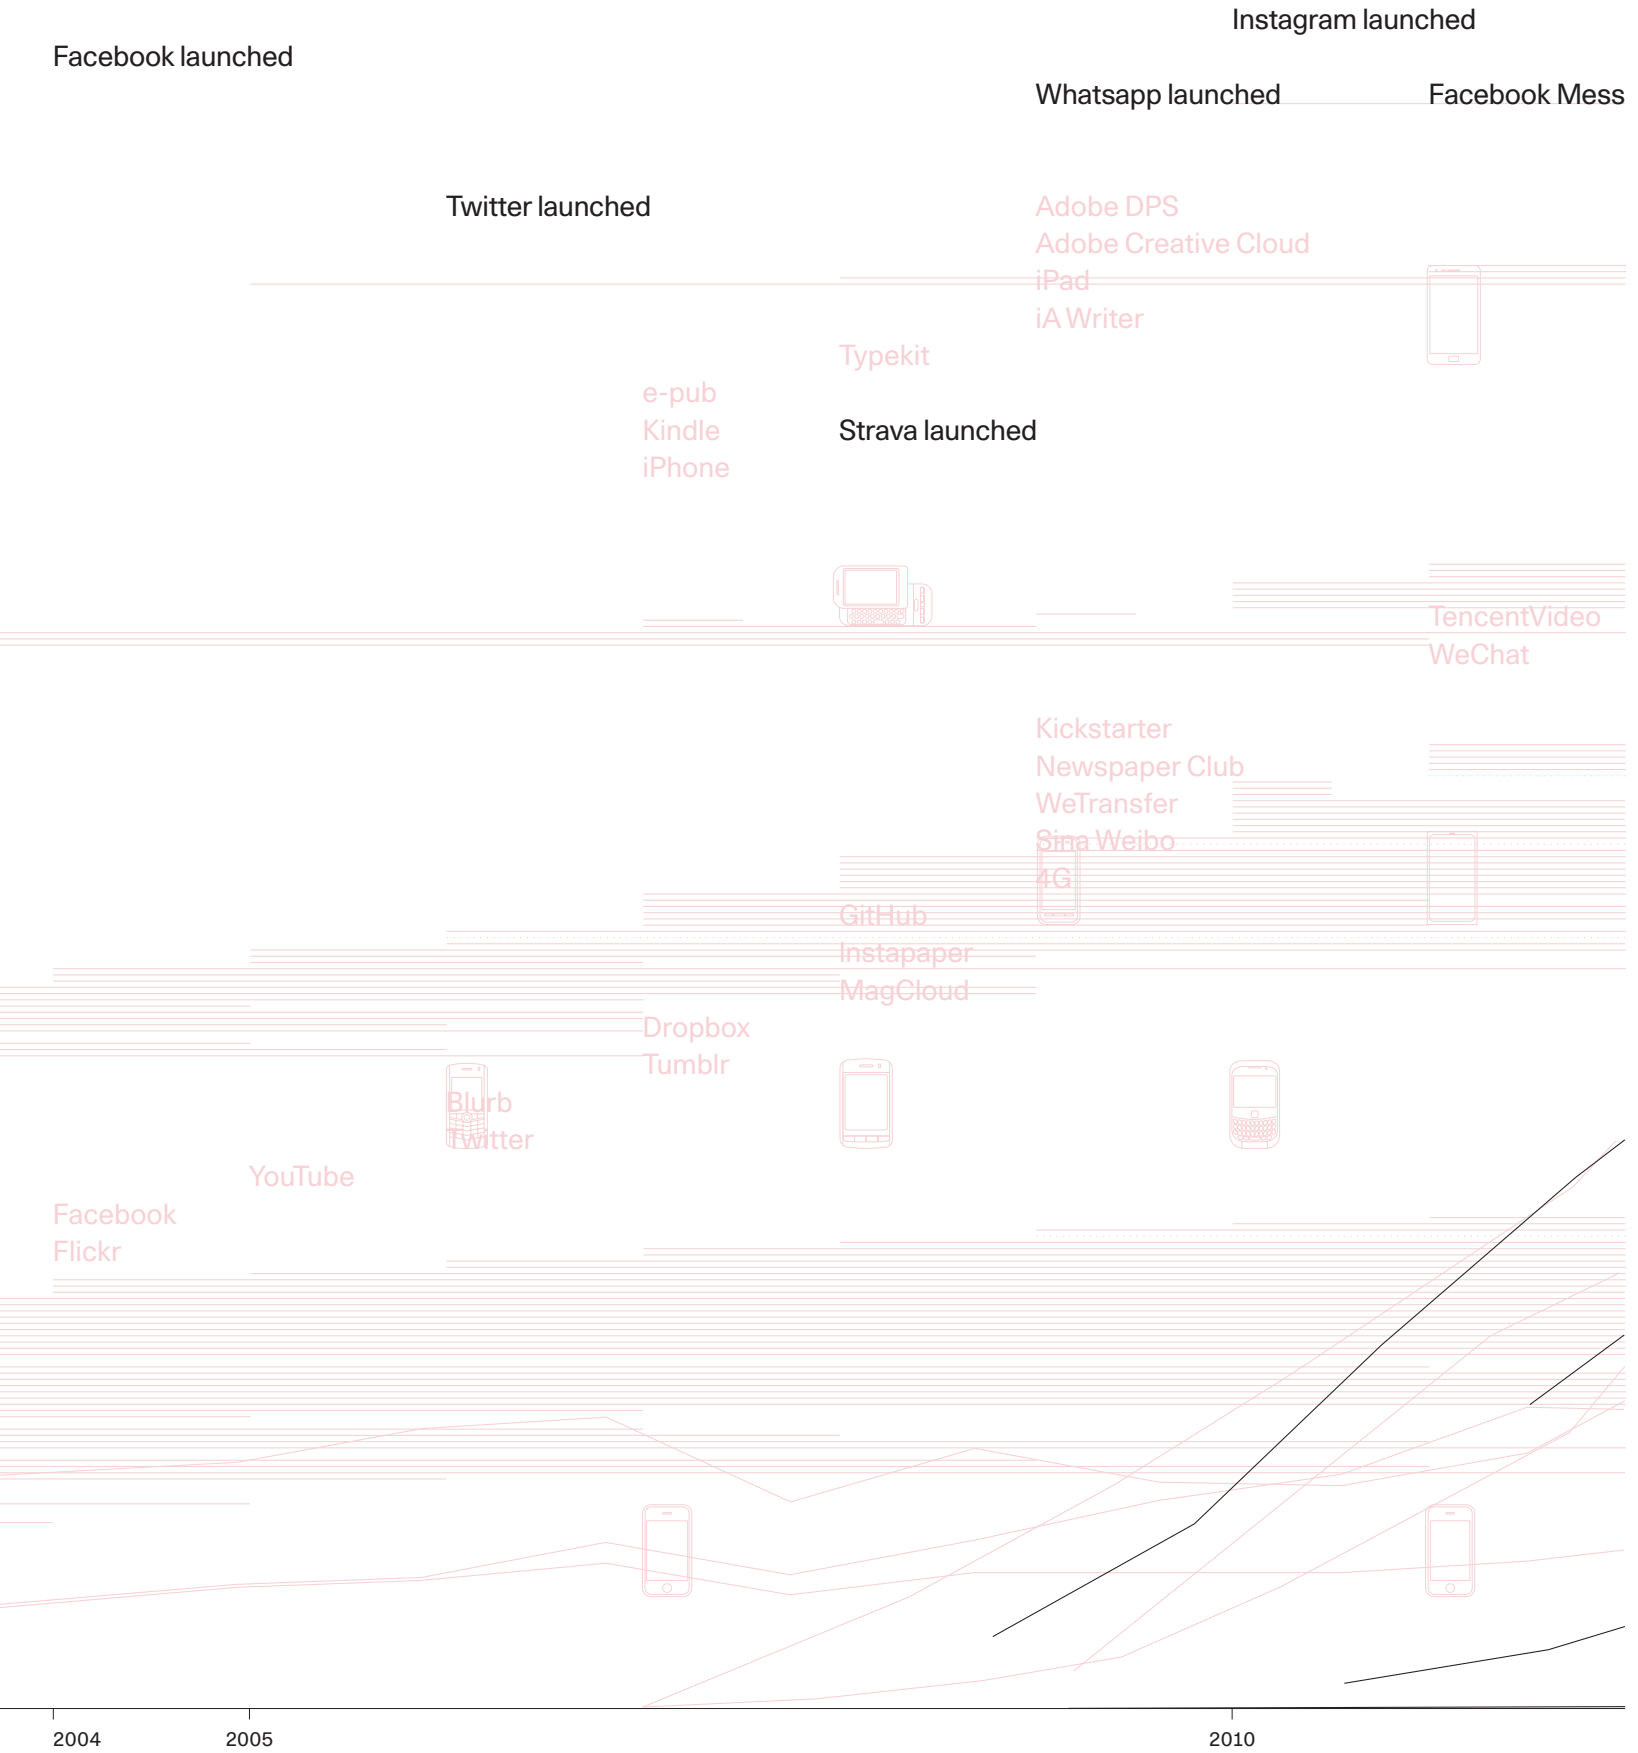 Instagram launched
Facebook launched
Whatsapp launched
Facebook Mess
Twitter launched
Adobe DPS
Adobe Creative Cloud
iPad
iA Writer
Typekit
e-pub
Kindle
Strava launched
iPhone
TencentVideo
WeChat
Kickstarter
Newspaper Club
WeTransfer
Sina Weibo
4G
GitHub
Instapaper
MagCloud
Dropbox
Tumblr
Blurb
Twitter
YouTube
Facebook
Flickr
2004
2005
2010